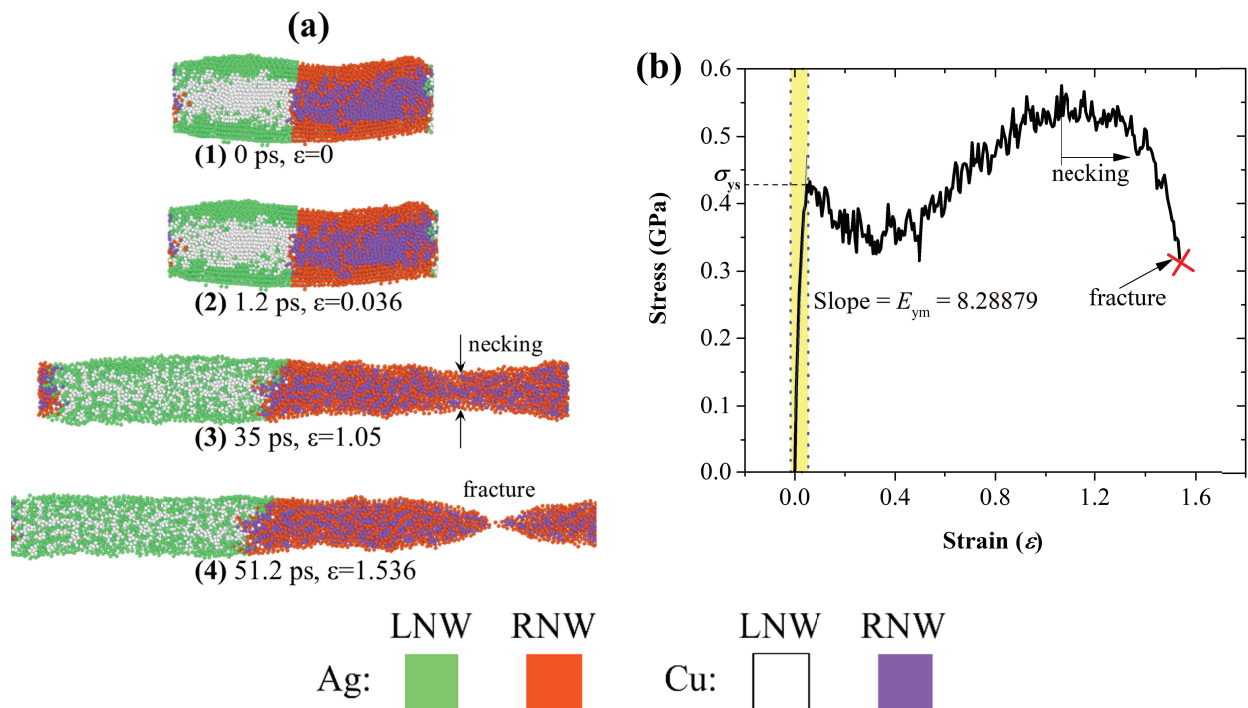 (a)
(1) 0 ps, ε=0
(2) 1.2 ps, ε=0.036
necking
(3) 35 ps, ε=1.05
fracture
(4) 51.2 ps, ε=1.536
(b)
0.6
0.5
σys
0.4
0.3
0.2
0.1
0.0
Stress (GPa)
necking
fracture
Slope = Eym = 8.28879
0.0 0.4 0.8 1.2 1.6
Strain (ε)
LNW RNW LNW RNW
Ag: Cu: